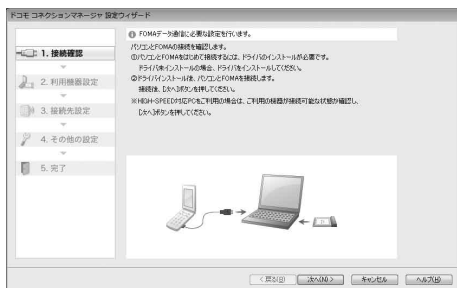 ドコモ コネクションマネージャ 設定ウィザード
FOMAデータ通信に必要な設定を行います。
1. 接続確認
2. 利用機器設定
3. 接続先設定
4. その他の設定
5. 完了
パソコンとFOMAの接続を確認します。
①パソコンとFOMAをはじめて接続するには、ドライバのインストールが必要です。
ドライバ未インストールの場合、ドライバをインストールしてください。
②ドライバインストール後、パソコンとFOMAを接続します。
接続後、[次へ]ボタンを押してください。
※HIGH-SPEED対応PCをご利用の場合は、ご利用の機器が接続可能な状態か確認し、
[次へ]ボタンを押してください。
< 戻る(B)
次へ(N) >
キャンセル
ヘルプ(H)